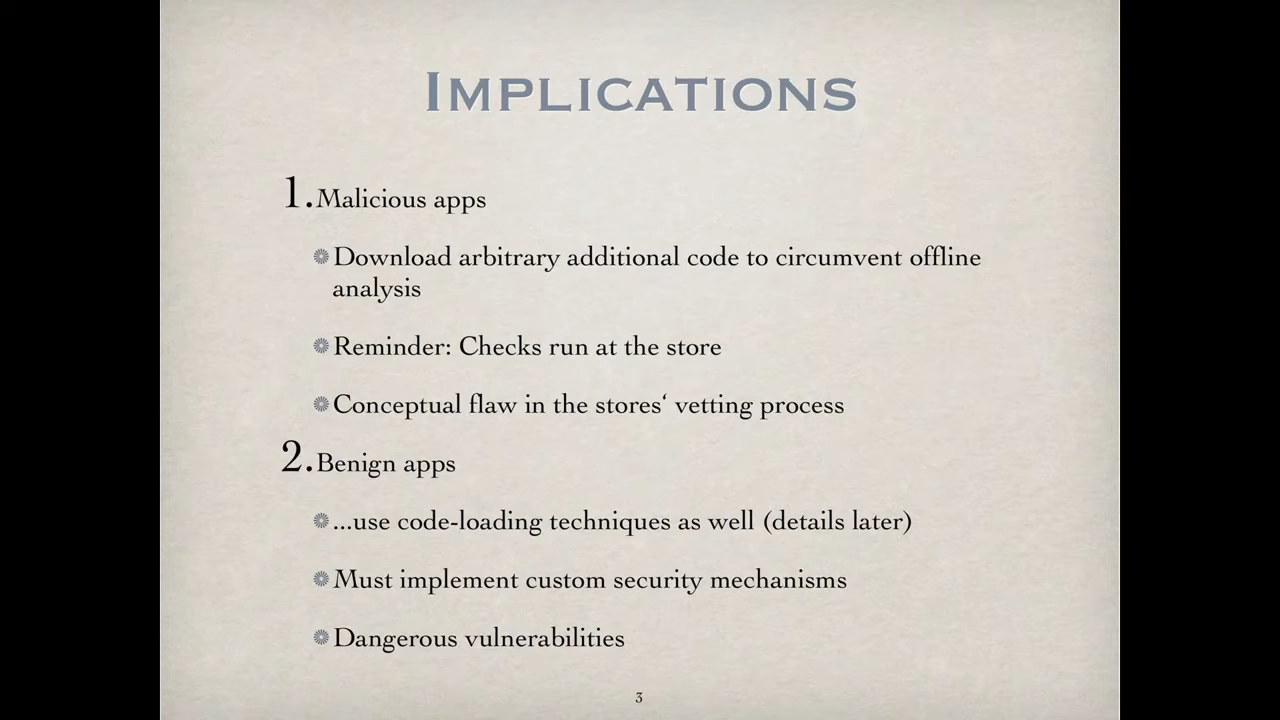 Implications
1. Malicious apps
Download arbitrary additional code to circumvent offline
analysis
Reminder: Checks run at the store
Conceptual flaw in the stores‘ vetting process
2. Benign apps
...use code-loading techniques as well (details later)
Must implement custom security mechanisms
Dangerous vulnerabilities
3